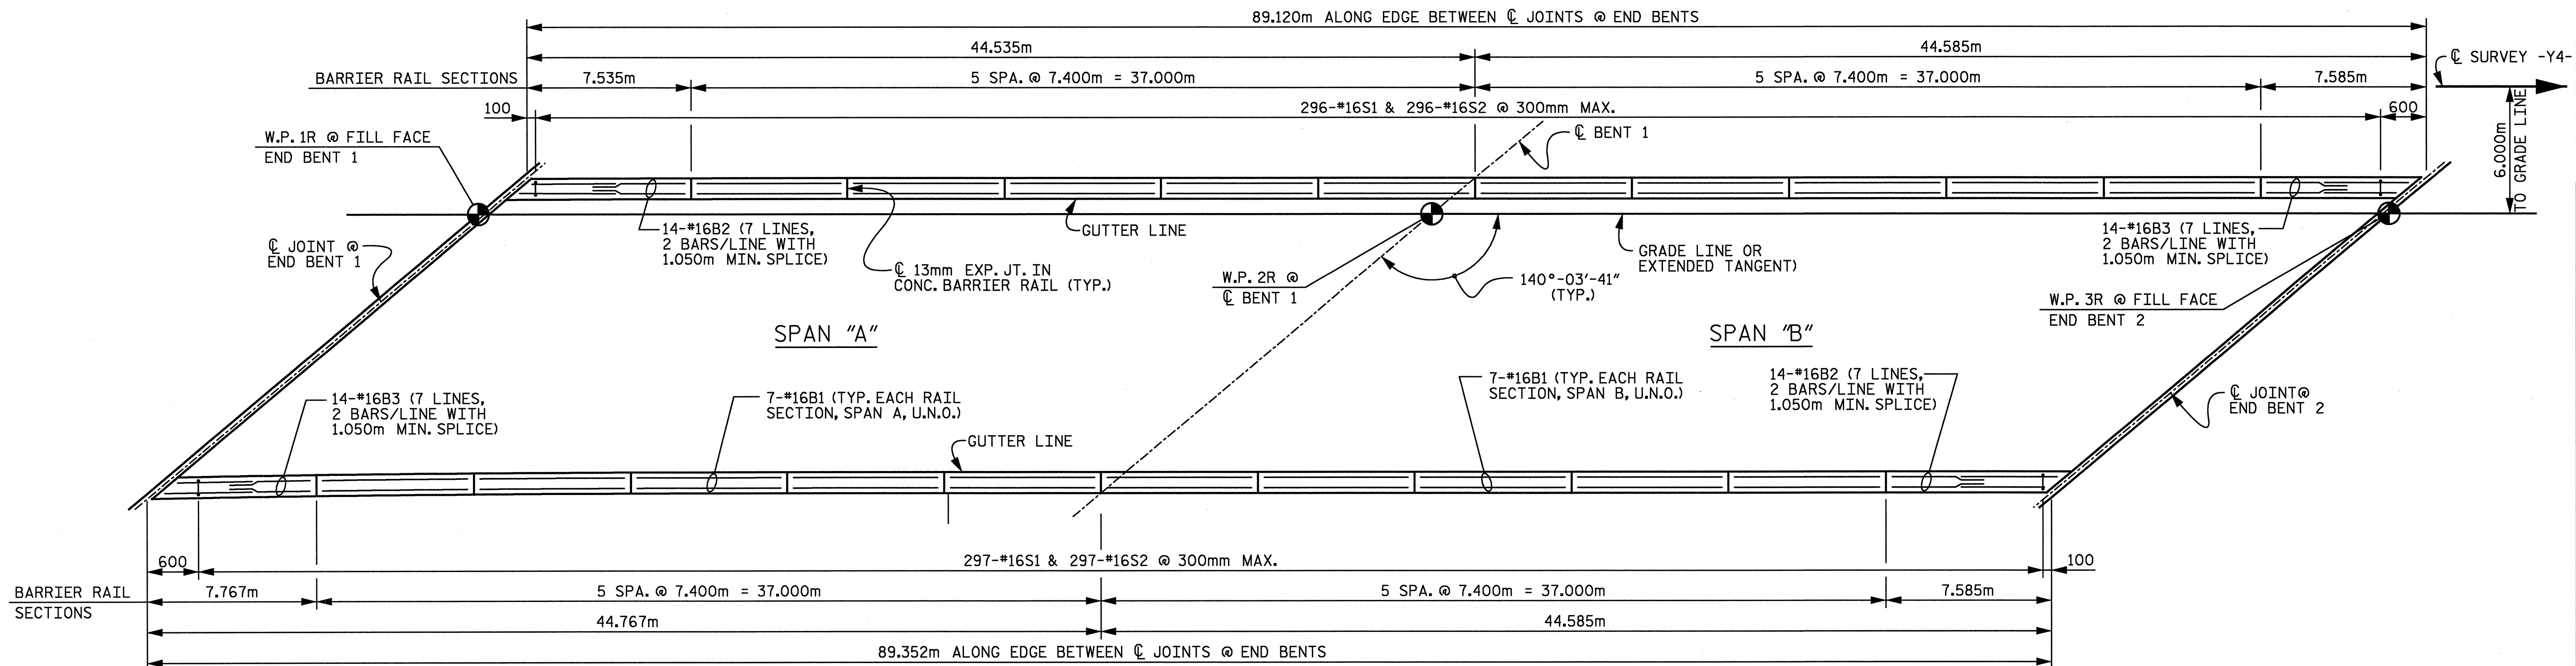 89.120m ALONG EDGE BETWEEN ℄ JOINTS @ END BENTS
44.535m
44.585m
℄ SURVEY -Y4-
BARRIER RAIL SECTIONS
7.535m
5 SPA. @ 7.400m = 37.000m
5 SPA. @ 7.400m = 37.000m
7.585m
100
296-#16S1 & 296-#16S2 @ 300mm MAX.
600
6.000m
TO GRADE LINE
W.P. 1R @ FILL FACE
END BENT 1
℄ BENT 1
14-#16B2 (7 LINES,
2 BARS/LINE WITH
1.050m MIN. SPLICE)
GUTTER LINE
14-#16B3 (7 LINES,
2 BARS/LINE WITH
1.050m MIN. SPLICE)
℄ JOINT @
END BENT 1
℄ 13mm EXP. JT. IN
CONC. BARRIER RAIL (TYP.)
W.P. 2R @
℄ BENT 1
140°-03'-41"
(TYP.)
GRADE LINE OR
EXTENDED TANGENT)
W.P. 3R @ FILL FACE
END BENT 2
SPAN "A"
SPAN "B"
14-#16B3 (7 LINES,
2 BARS/LINE WITH
1.050m MIN. SPLICE)
7-#16B1 (TYP. EACH RAIL
SECTION, SPAN A, U.N.O.)
7-#16B1 (TYP. EACH RAIL
SECTION, SPAN B, U.N.O.)
14-#16B2 (7 LINES,
2 BARS/LINE WITH
1.050m MIN. SPLICE)
℄ JOINT@
END BENT 2
GUTTER LINE
600
297-#16S1 & 297-#16S2 @ 300mm MAX.
100
BARRIER RAIL
SECTIONS
7.767m
5 SPA. @ 7.400m = 37.000m
5 SPA. @ 7.400m = 37.000m
7.585m
44.767m
44.585m
89.352m ALONG EDGE BETWEEN ℄ JOINTS @ END BENTS